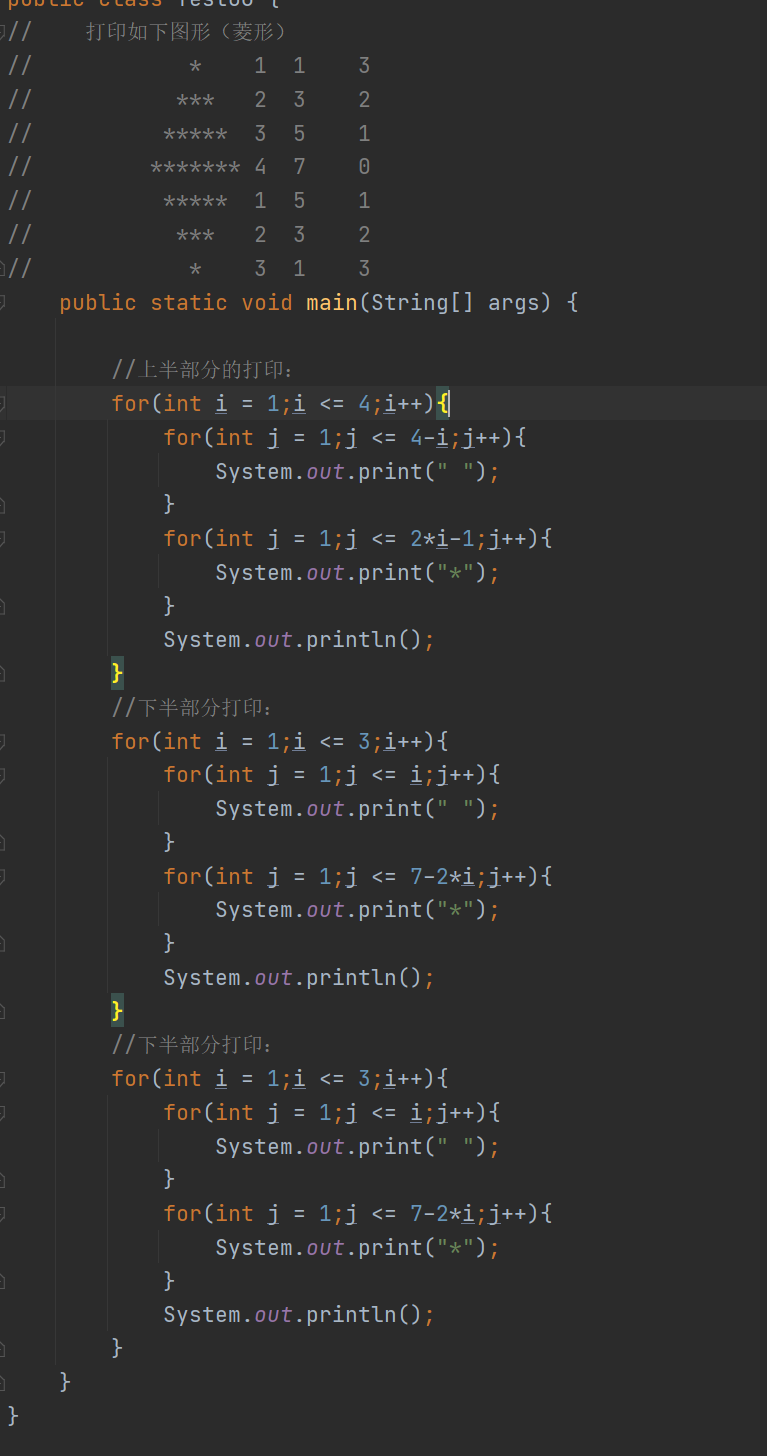 public class Test08 {
//    打印如下图形（菱形）
//            *    1  1    3
//           ***   2  3    2
//          *****  3  5    1
//         ******* 4  7    0
//          *****  1  5    1
//           ***   2  3    2
//            *    3  1    3
    public static void main(String[] args) {
        //上半部分的打印:
        for(int i = 1;i <= 4;i++){
            for(int j = 1;j <= 4-i;j++){
                System.out.print(" ");
            }
            for(int j = 1;j <= 2*i-1;j++){
                System.out.print("*");
            }
            System.out.println();
        }
        //下半部分打印:
        for(int i = 1;i <= 3;i++){
            for(int j = 1;j <= i;j++){
                System.out.print(" ");
            }
            for(int j = 1;j <= 7-2*i;j++){
                System.out.print("*");
            }
            System.out.println();
        }
        //下半部分打印:
        for(int i = 1;i <= 3;i++){
            for(int j = 1;j <= i;j++){
                System.out.print(" ");
            }
            for(int j = 1;j <= 7-2*i;j++){
                System.out.print("*");
            }
            System.out.println();
        }
    }
}